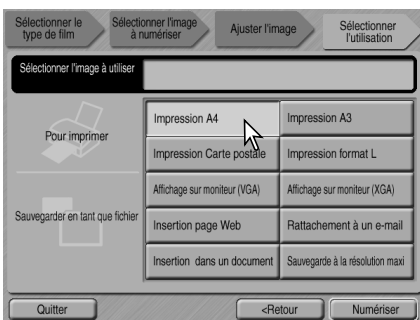 Sélectionner le
type de film
Sélectionner l'image
à numériser
Ajuster l'image
Sélectionner
l'utilisation
Sélectionner l'image à utiliser
Pour imprimer
Impression A4
Impression A3
Impression Carte postale
Impression format L
Sauvegarder en tant que fichier
Affichage sur moniteur (VGA)
Affichage sur moniteur (XGA)
Insertion page Web
Rattachement à un e-mail
Insertion dans un document
Sauvegarde à la résolution maxi
Quitter
<Retour
Numériser